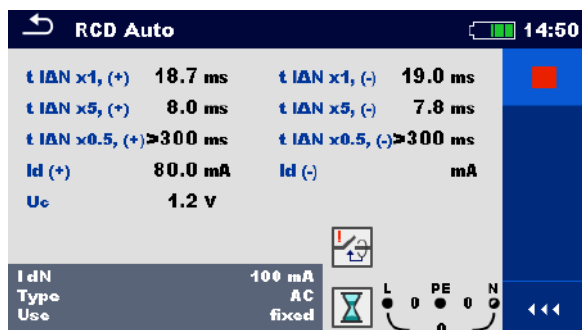 RCD Auto 14:50
t IΔN x1, (+) 18.7 ms t IΔN x1, (-) 19.0 ms
t IΔN x5, (+) 8.0 ms t IΔN x5, (-) 7.8 ms
t IΔN x0.5, (+) >300 ms t IΔN x0.5, (-) >300 ms
Id (+) 80.0 mA Id (-) mA
Uc 1.2 V
I dN 100 mA
Type AC
Use fixed
L PE N
0 0
0